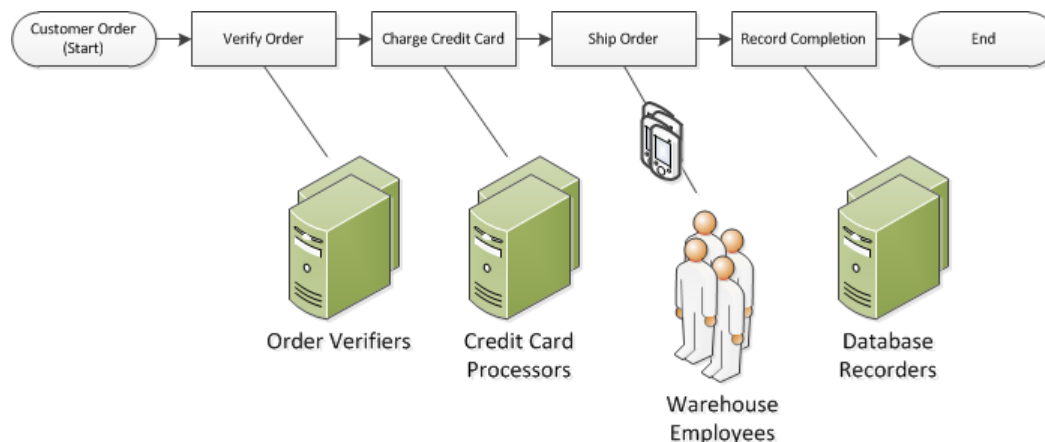 Customer Order
(Start)
Verify Order
Charge Credit Card
Ship Order
Record Completion
End
Order Verifiers
Credit Card
Processors
Warehouse
Employees
Database
Recorders